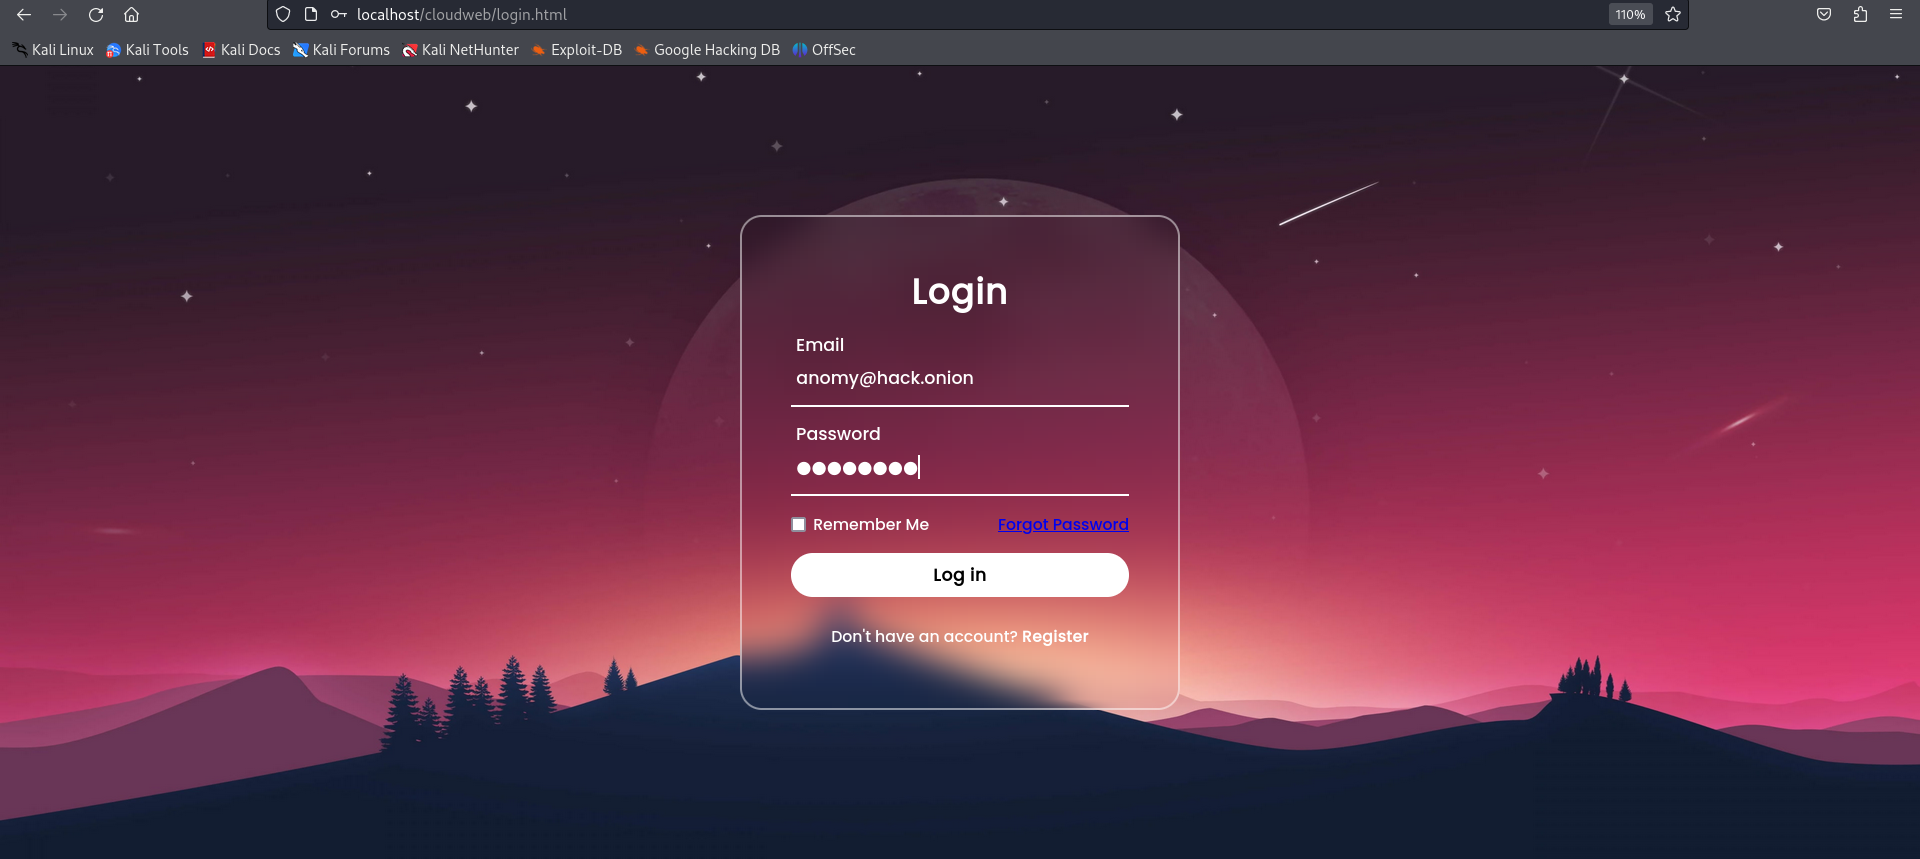 localhost/cloudweb/login.html
110%
Kali Linux Kali Tools Kali Docs Kali Forums Kali NetHunter Exploit-DB Google Hacking DB OffSec
Login
Email
anomy@hack.onion
Password
Remember Me Forgot Password
Log in
Don't have an account? Register